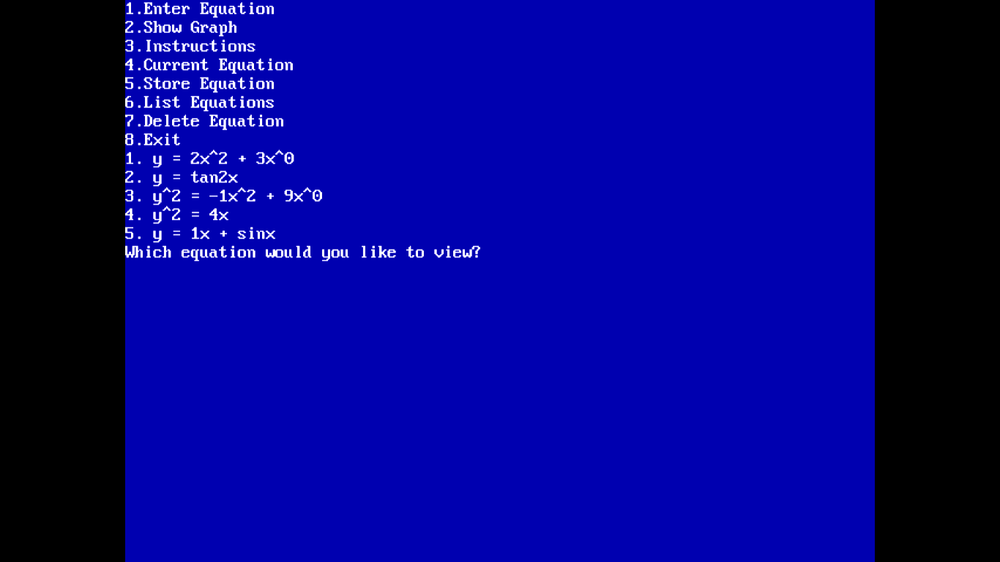 1.Enter Equation
2.Show Graph
3.Instructions
4.Current Equation
5.Store Equation
6.List Equations
7.Delete Equation
8.Exit
1. y = 2x^2 + 3x^0
2. y = tan2x
3. y^2 = -1x^2 + 9x^0
4. y^2 = 4x
5. y = 1x + sinx
Which equation would you like to view?